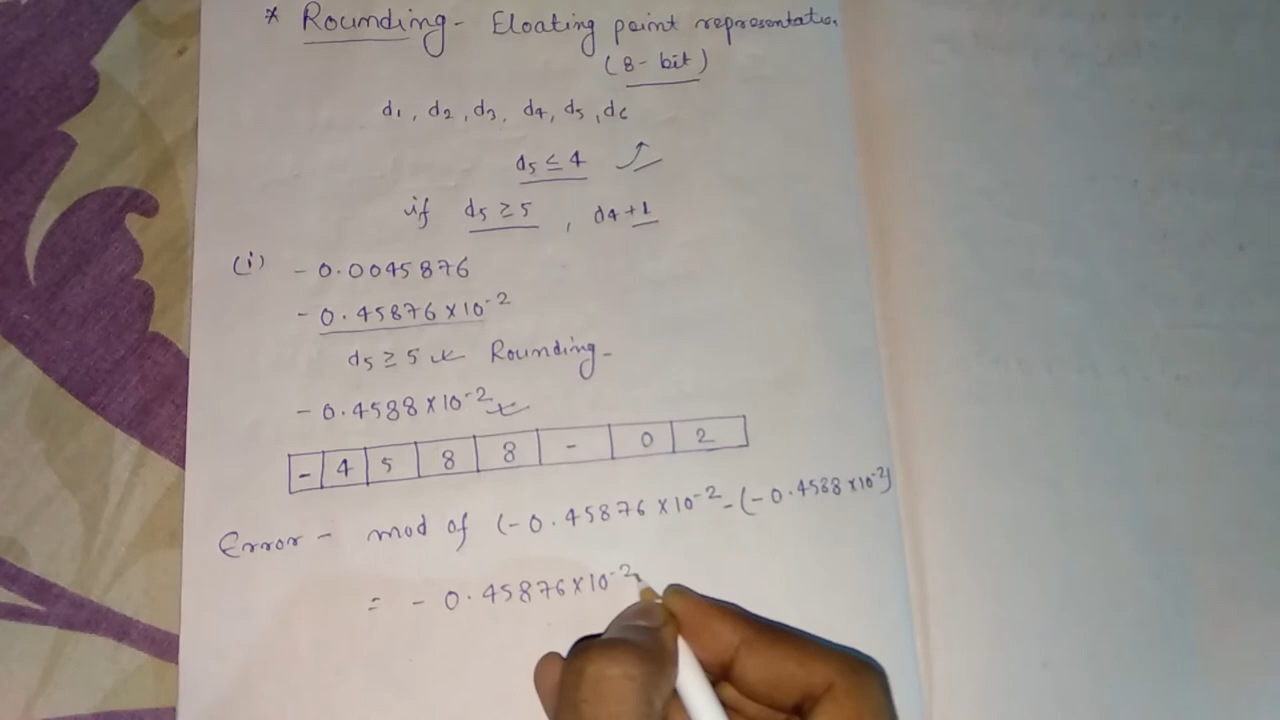 * Rounding - Floating point representation
(8-bit)
d1, d2, d3, d4, d5, d6
d5 ≤ 4
if d5 ≥ 5, d4+1
(i) - 0.0045876
- 0.45876 × 10^-2
d5 ≥ 5 ✓ Rounding -
- 0.4588 × 10^-2 ✓
- 4 5 8 8 - 0 2
Error - mod of (- 0.45876 × 10^-2 - (- 0.4588 × 10^-2)
= - 0.45876 × 10^-2